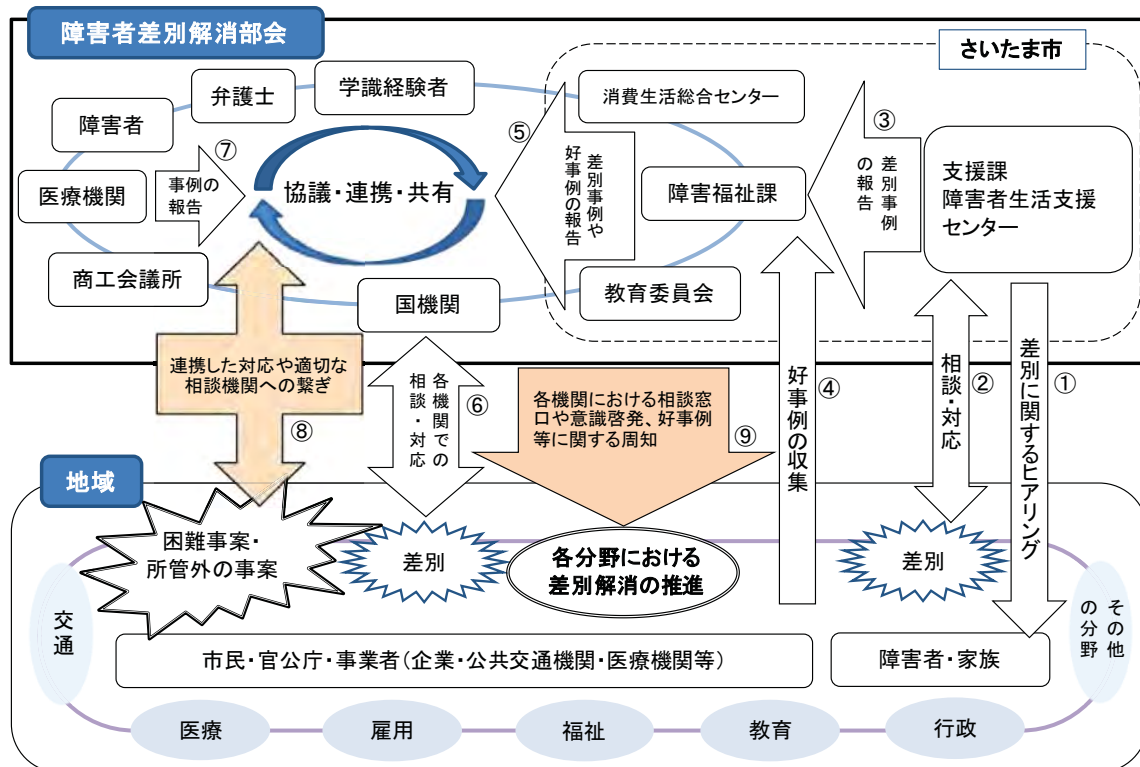 障害者差別解消部会
さいたま市
学識経験者
弁護士
障害者
医療機関
商工会議所
国機関
⑦
事例の
報告
協議・連携・共有
⑤
差別事例や
好事例の報告
消費生活総合センター
障害福祉課
教育委員会
③
差別事例
の報告
支援課
障害者生活支援
センター
連携した対応や適切な
相談機関への繋ぎ
⑧
各機関での
相談・対応
⑥
各機関における相談窓
口や意識啓発、好事例
等に関する周知
⑨
好事例の収集
④
相談・対応
②
差別に関するヒアリング
①
地域
困難事案・
所管外の事案
差別
各分野における
差別解消の推進
差別
交通
その他
の分野
市民・官公庁・事業者(企業・公共交通機関・医療機関等)
障害者・家族
医療
雇用
福祉
教育
行政